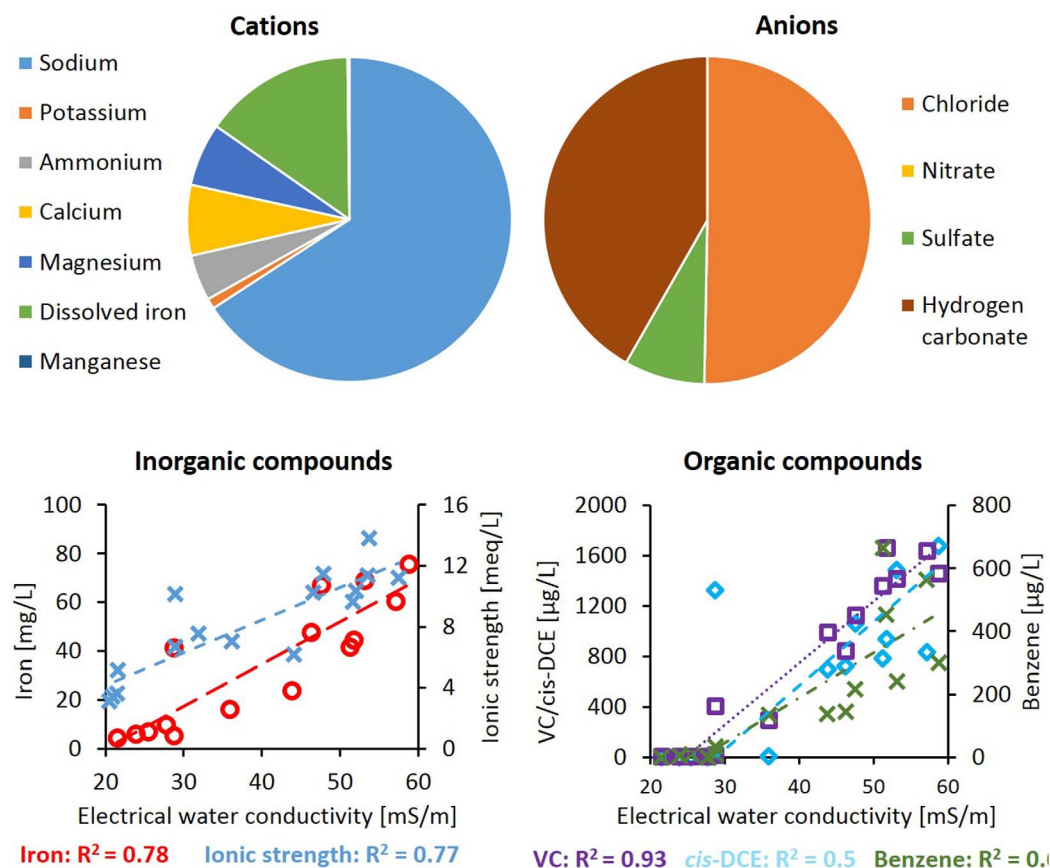 Cations
Sodium
Potassium
Ammonium
Calcium
Magnesium
Dissolved iron
Manganese
Anions
Chloride
Nitrate
Sulfate
Hydrogen
carbonate
Inorganic compounds
Iron [mg/L]
100
80
60
40
20
0
16
12
8
4
0
Ionic strength [meq/L]
20 30 40 50 60
Electrical water conductivity [mS/m]
Iron: R² = 0.78 Ionic strength: R² = 0.77
Organic compounds
VC/cis-DCE [µg/L]
2000
1600
1200
800
400
0
800
600
400
200
0
Benzene [µg/L]
20 30 40 50 60
Electrical water conductivity [mS/m]
VC: R² = 0.93 cis-DCE: R² = 0.5 Benzene: R² = 0.